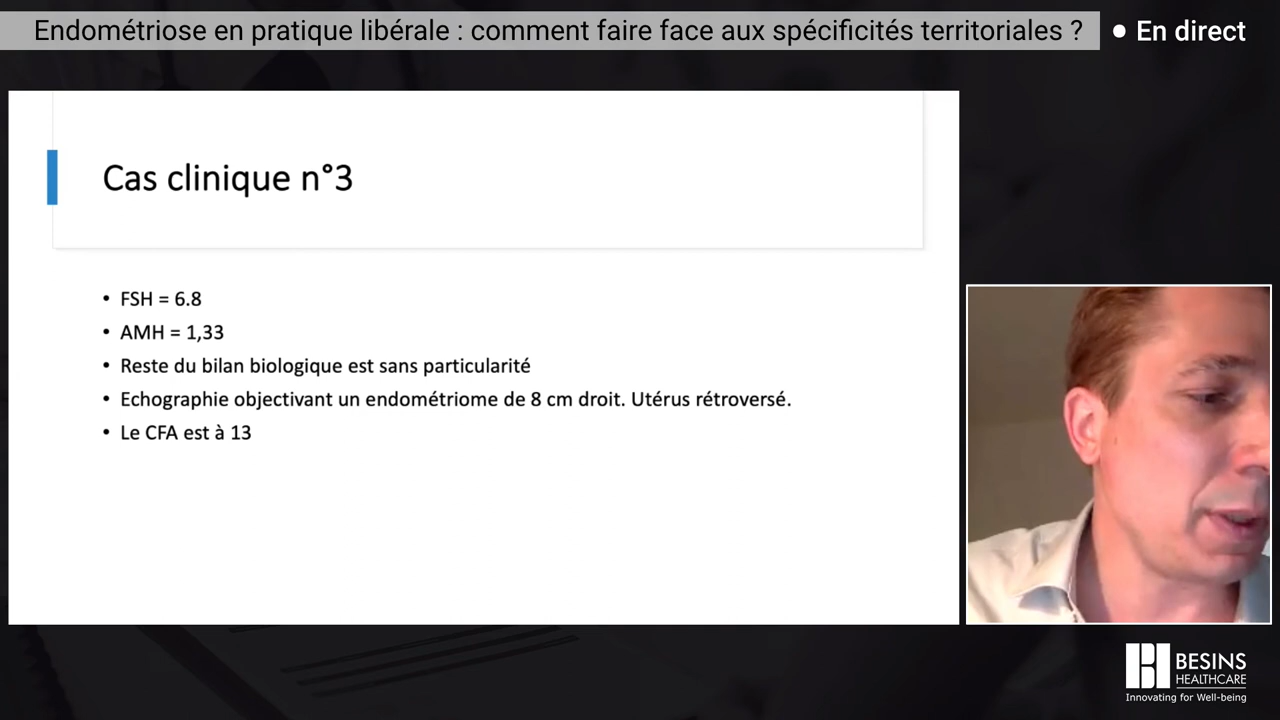 Endométriose en pratique libérale : comment faire face aux spécificités territoriales ?
● En direct
Cas clinique n°3
• FSH = 6.8
• AMH = 1,33
• Reste du bilan biologique est sans particularité
• Echographie objectivant un endométriome de 8 cm droit. Utérus rétroversé.
• Le CFA est à 13
BESINS
HEALTHCARE
Innovating for Well-being